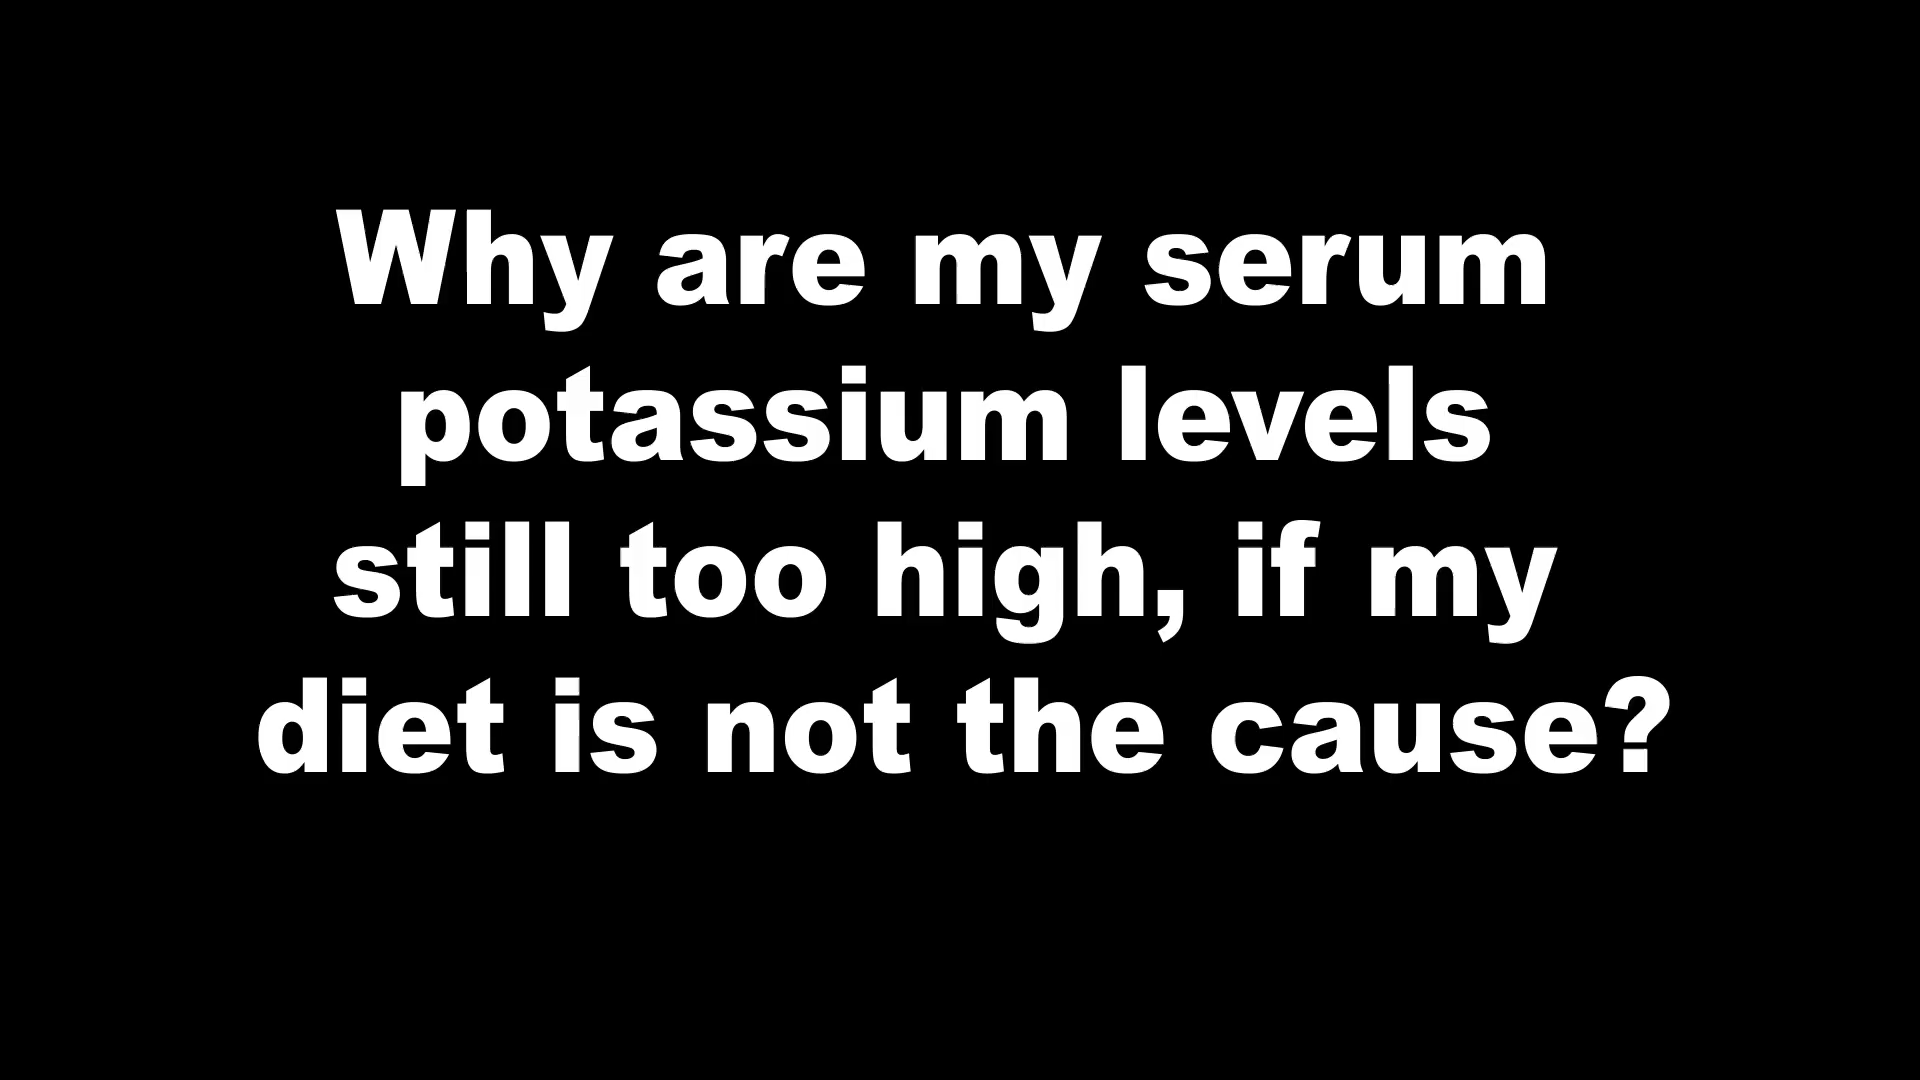 Why are my serum
potassium levels
still too high, if my
diet is not the cause?